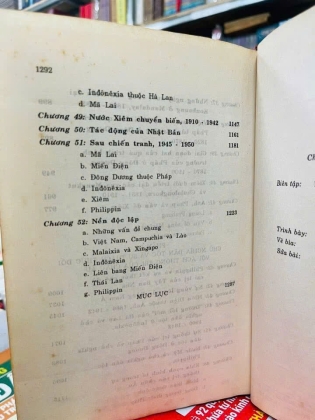 1292
c. Inđônêxia thuộc Hà Lan
d. Mã Lai
Chương 49: Nước Xiêm chuyển biến, 1910 - 1942 1147
Chương 50: Tác động của Nhật Bản 1161
Chương 51: Sau chiến tranh, 1945 - 1950 1181
a. Mã Lai
b. Miến Điện
c. Đông Dương thuộc Pháp
d. Inđônêxia
e. Xiêm
f. Philippin
Chương 52: Nền độc lập 1223
a. Những vấn đề chung
b. Việt Nam, Campuchia và Lào
c. Malaixia và Xingapo
d. Inđônêxia
e. Liên bang Miến Điện
f. Thái Lan
g. Philippin
MỤC LỤC 1287
Biên tập:
Trình bày:
Vẽ bìa:
Sửa bài: